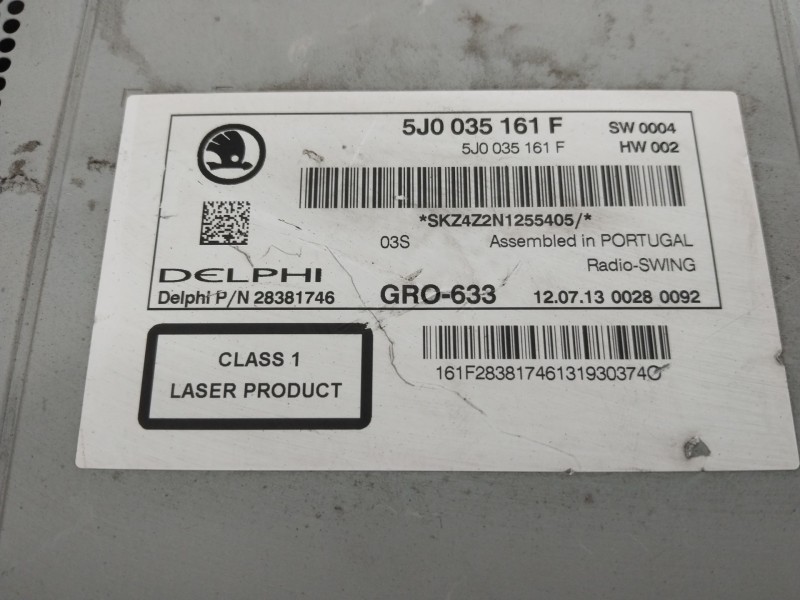 5J0 035 161 F SW 0004
5J0 035 161 F HW 002
*SKZ4Z2N1255405/*
03S Assembled in PORTUGAL
Radio-SWING
DELPHI
Delphi P/N 28381746 GRO-633 12.07.13 0028 0092
CLASS 1
LASER PRODUCT
161F28381746131930374O